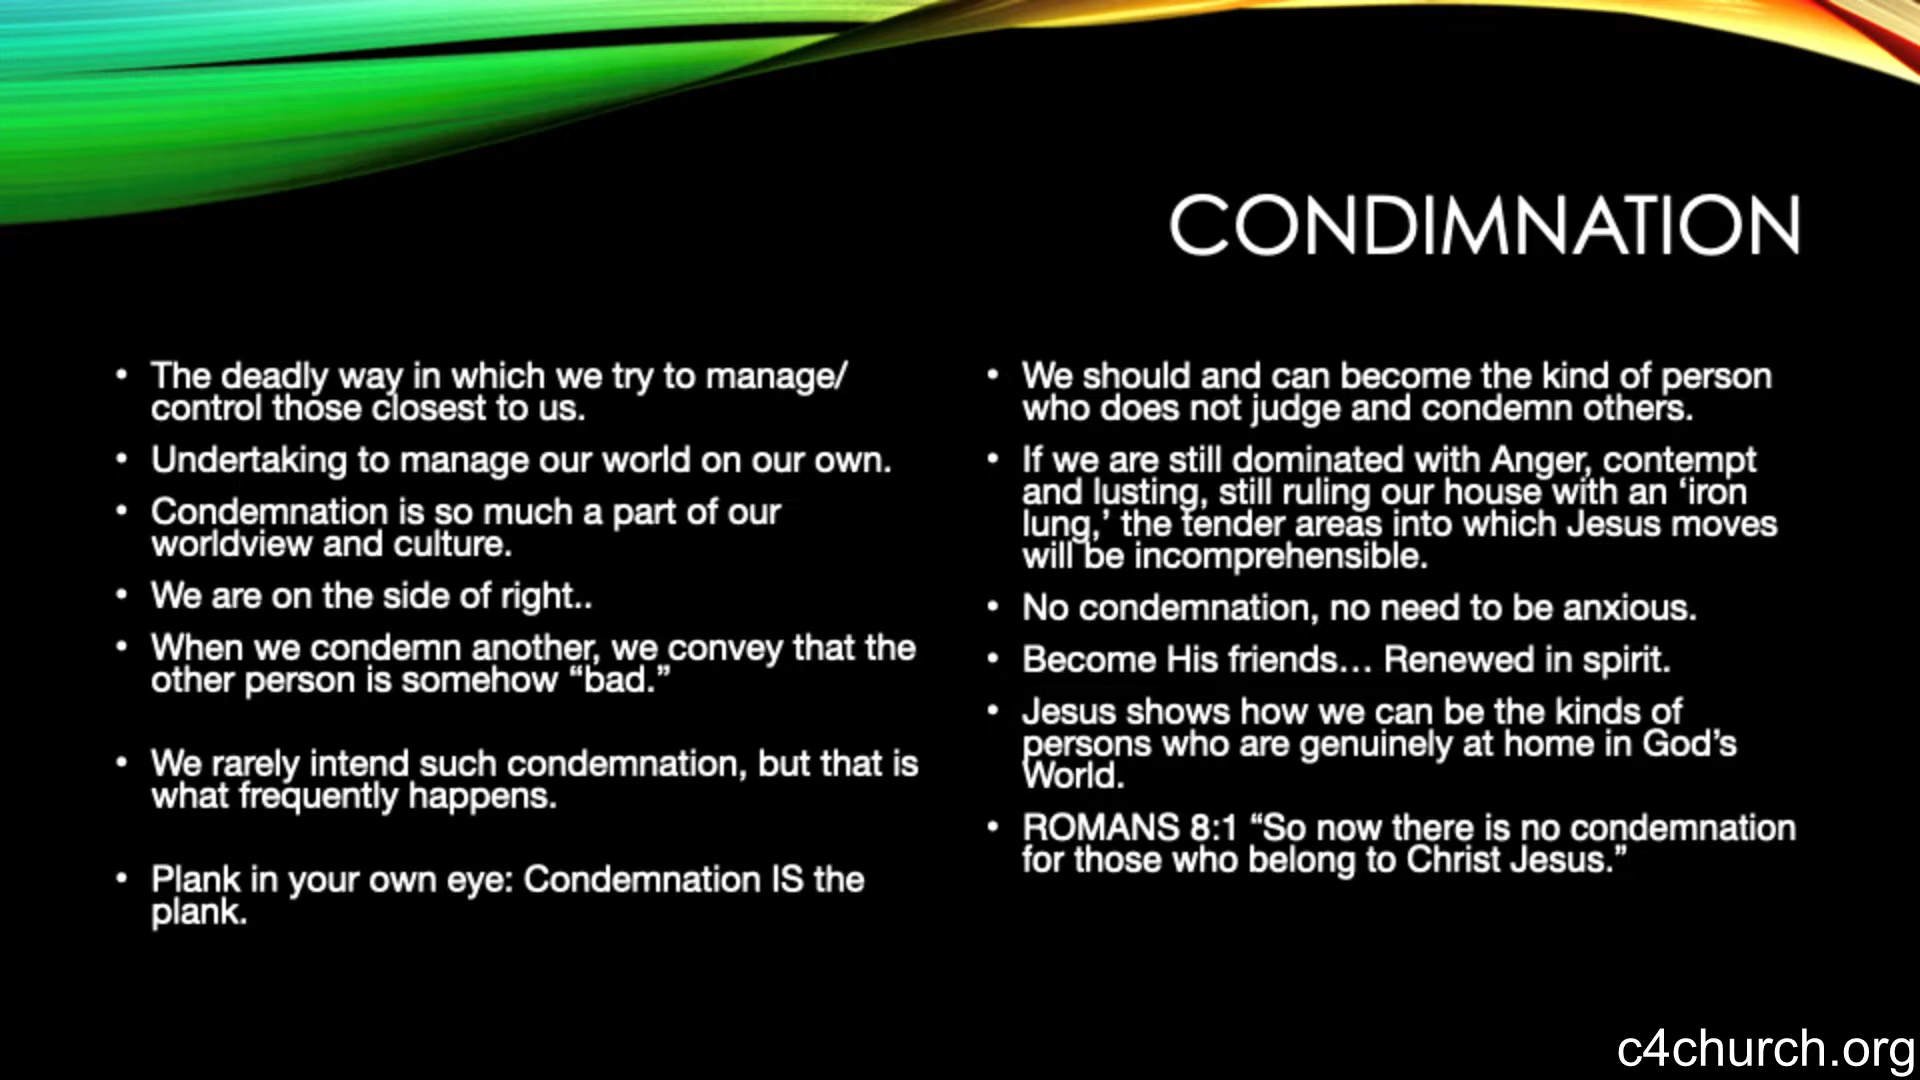 CONDIMNATION
• The deadly way in which we try to manage/
control those closest to us.
• Undertaking to manage our world on our own.
• Condemnation is so much a part of our
worldview and culture.
• We are on the side of right..
• When we condemn another, we convey that the
other person is somehow “bad.”
• We rarely intend such condemnation, but that is
what frequently happens.
• Plank in your own eye: Condemnation IS the
plank.
• We should and can become the kind of person
who does not judge and condemn others.
• If we are still dominated with Anger, contempt
and lusting, still ruling our house with an ‘iron
lung,’ the tender areas into which Jesus moves
will be incomprehensible.
• No condemnation, no need to be anxious.
• Become His friends… Renewed in spirit.
• Jesus shows how we can be the kinds of
persons who are genuinely at home in God’s
World.
• ROMANS 8:1 “So now there is no condemnation
for those who belong to Christ Jesus.”
c4church.org